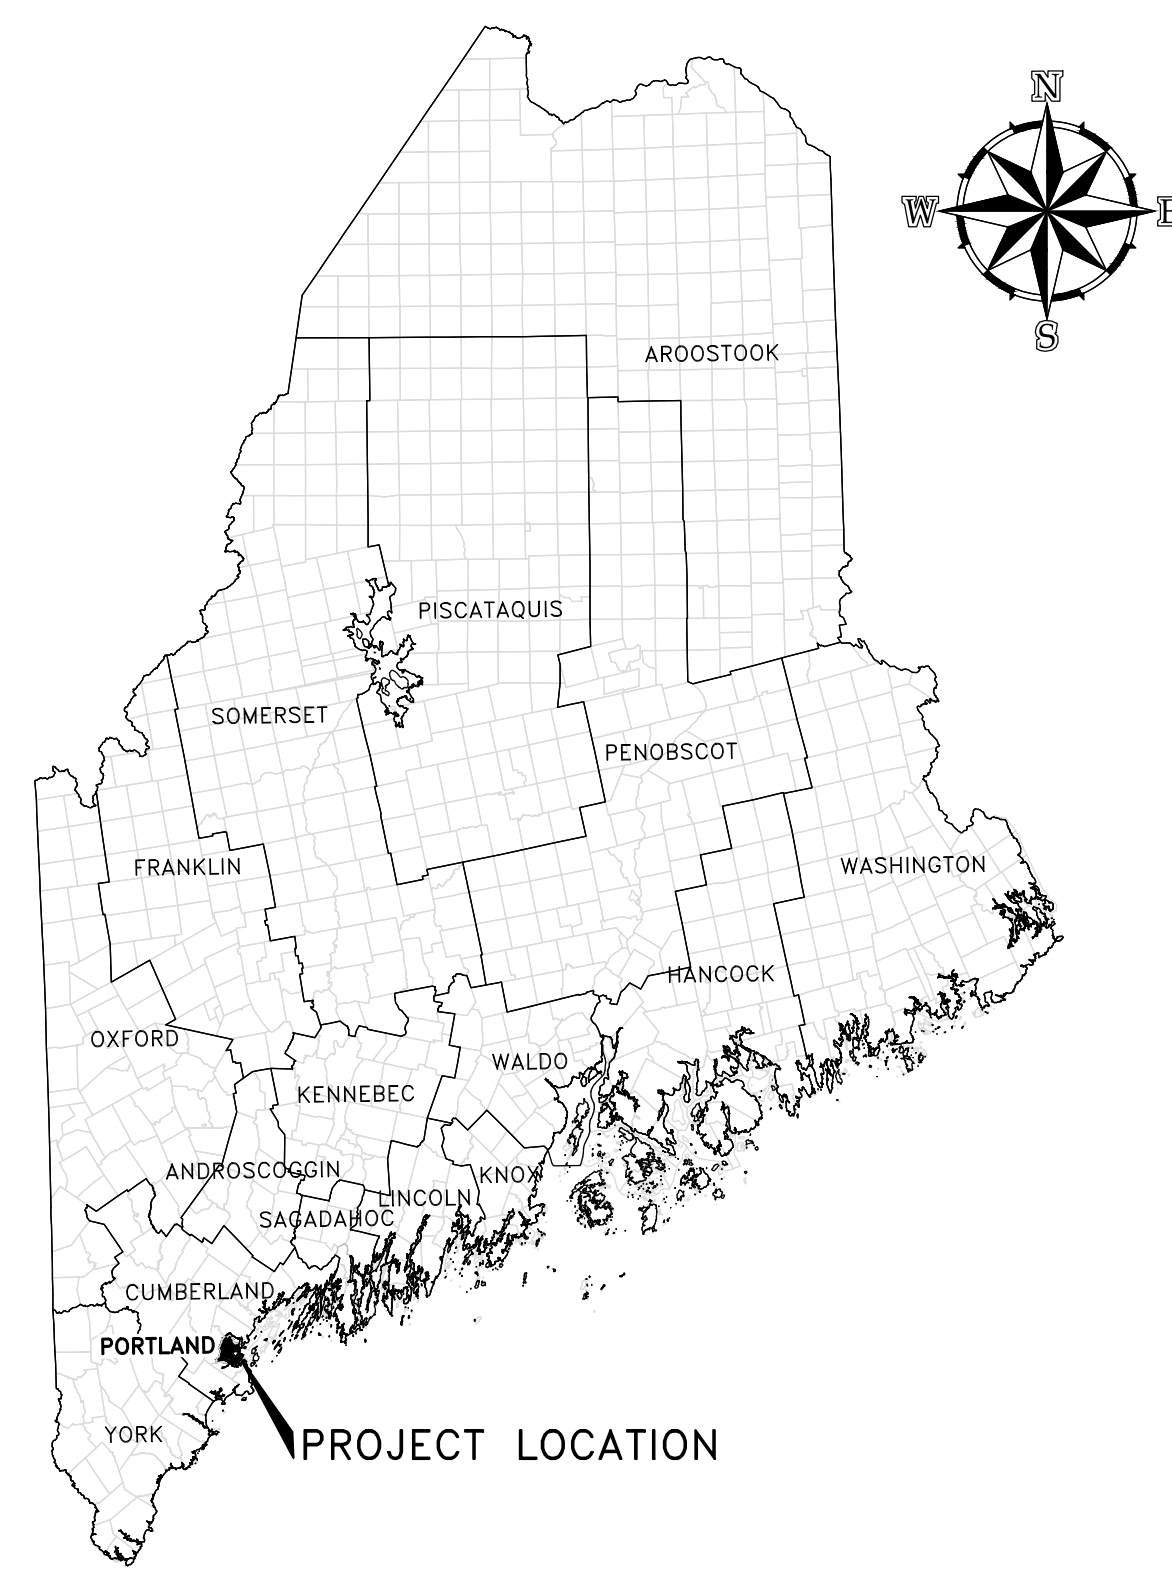 N
W
E
S
AROOSTOOK
PISCATAQUIS
SOMERSET
PENOBSCOT
FRANKLIN
WASHINGTON
HANCOCK
OXFORD
WALDO
KENNEBEC
ANDROSCOGGIN
KNOX
LINCOLN
SAGADAHOC
CUMBERLAND
PORTLAND
YORK
PROJECT LOCATION